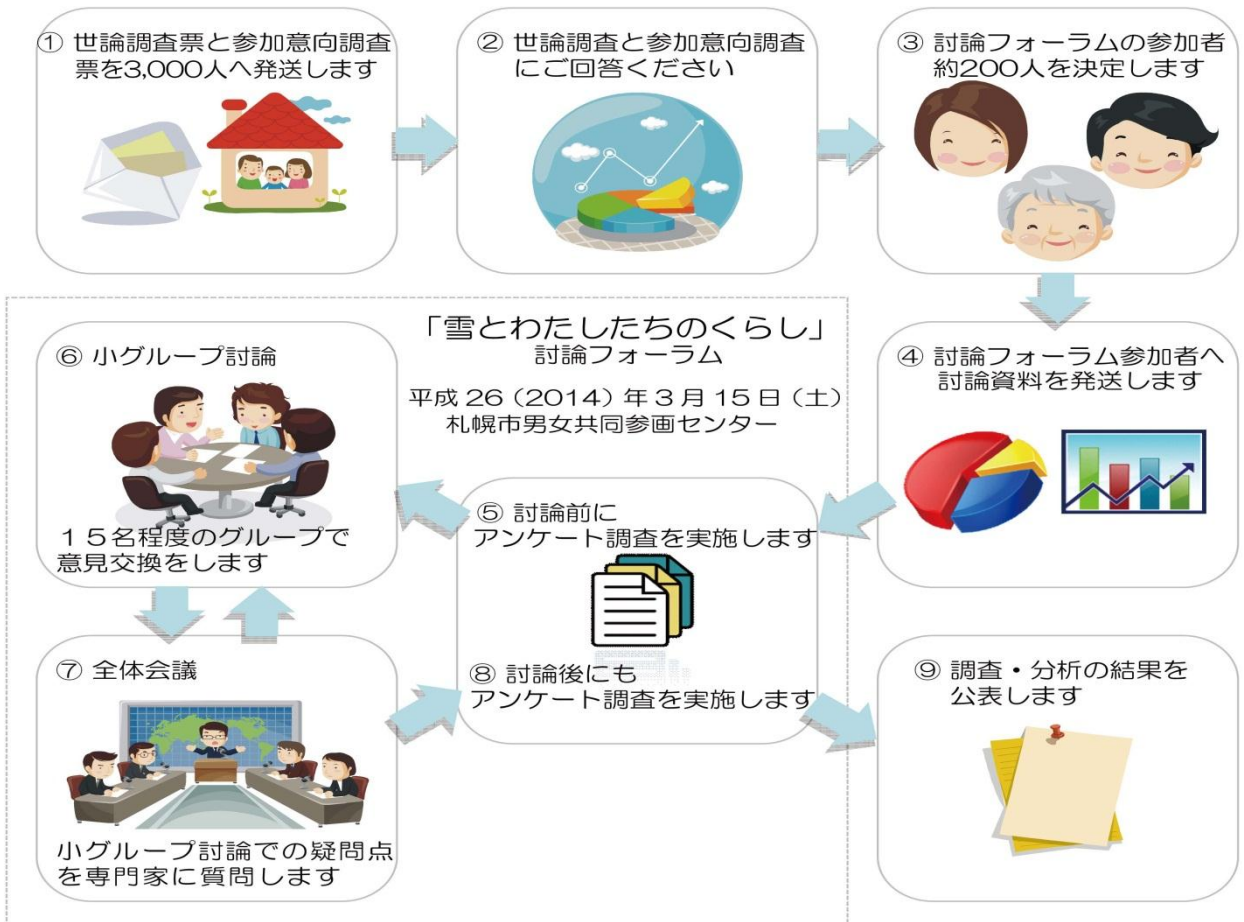 ① 世論調査票と参加意向調査
票を3,000人へ発送します
② 世論調査と参加意向調査
にご回答ください
③ 討論フォーラムの参加者
約200人を決定します
④ 討論フォーラム参加者へ
討論資料を発送します
「雪とわたしたちのくらし」
討論フォーラム
平成 26（2014）年 3 月 15 日（土）
札幌市男女共同参画センター
⑤ 討論前に
アンケート調査を実施します
⑥ 小グループ討論
１５名程度のグループで
意見交換をします
⑦ 全体会議
小グループ討論での疑問点
を専門家に質問します
⑧ 討論後にも
アンケート調査を実施します
⑨ 調査・分析の結果を
公表します